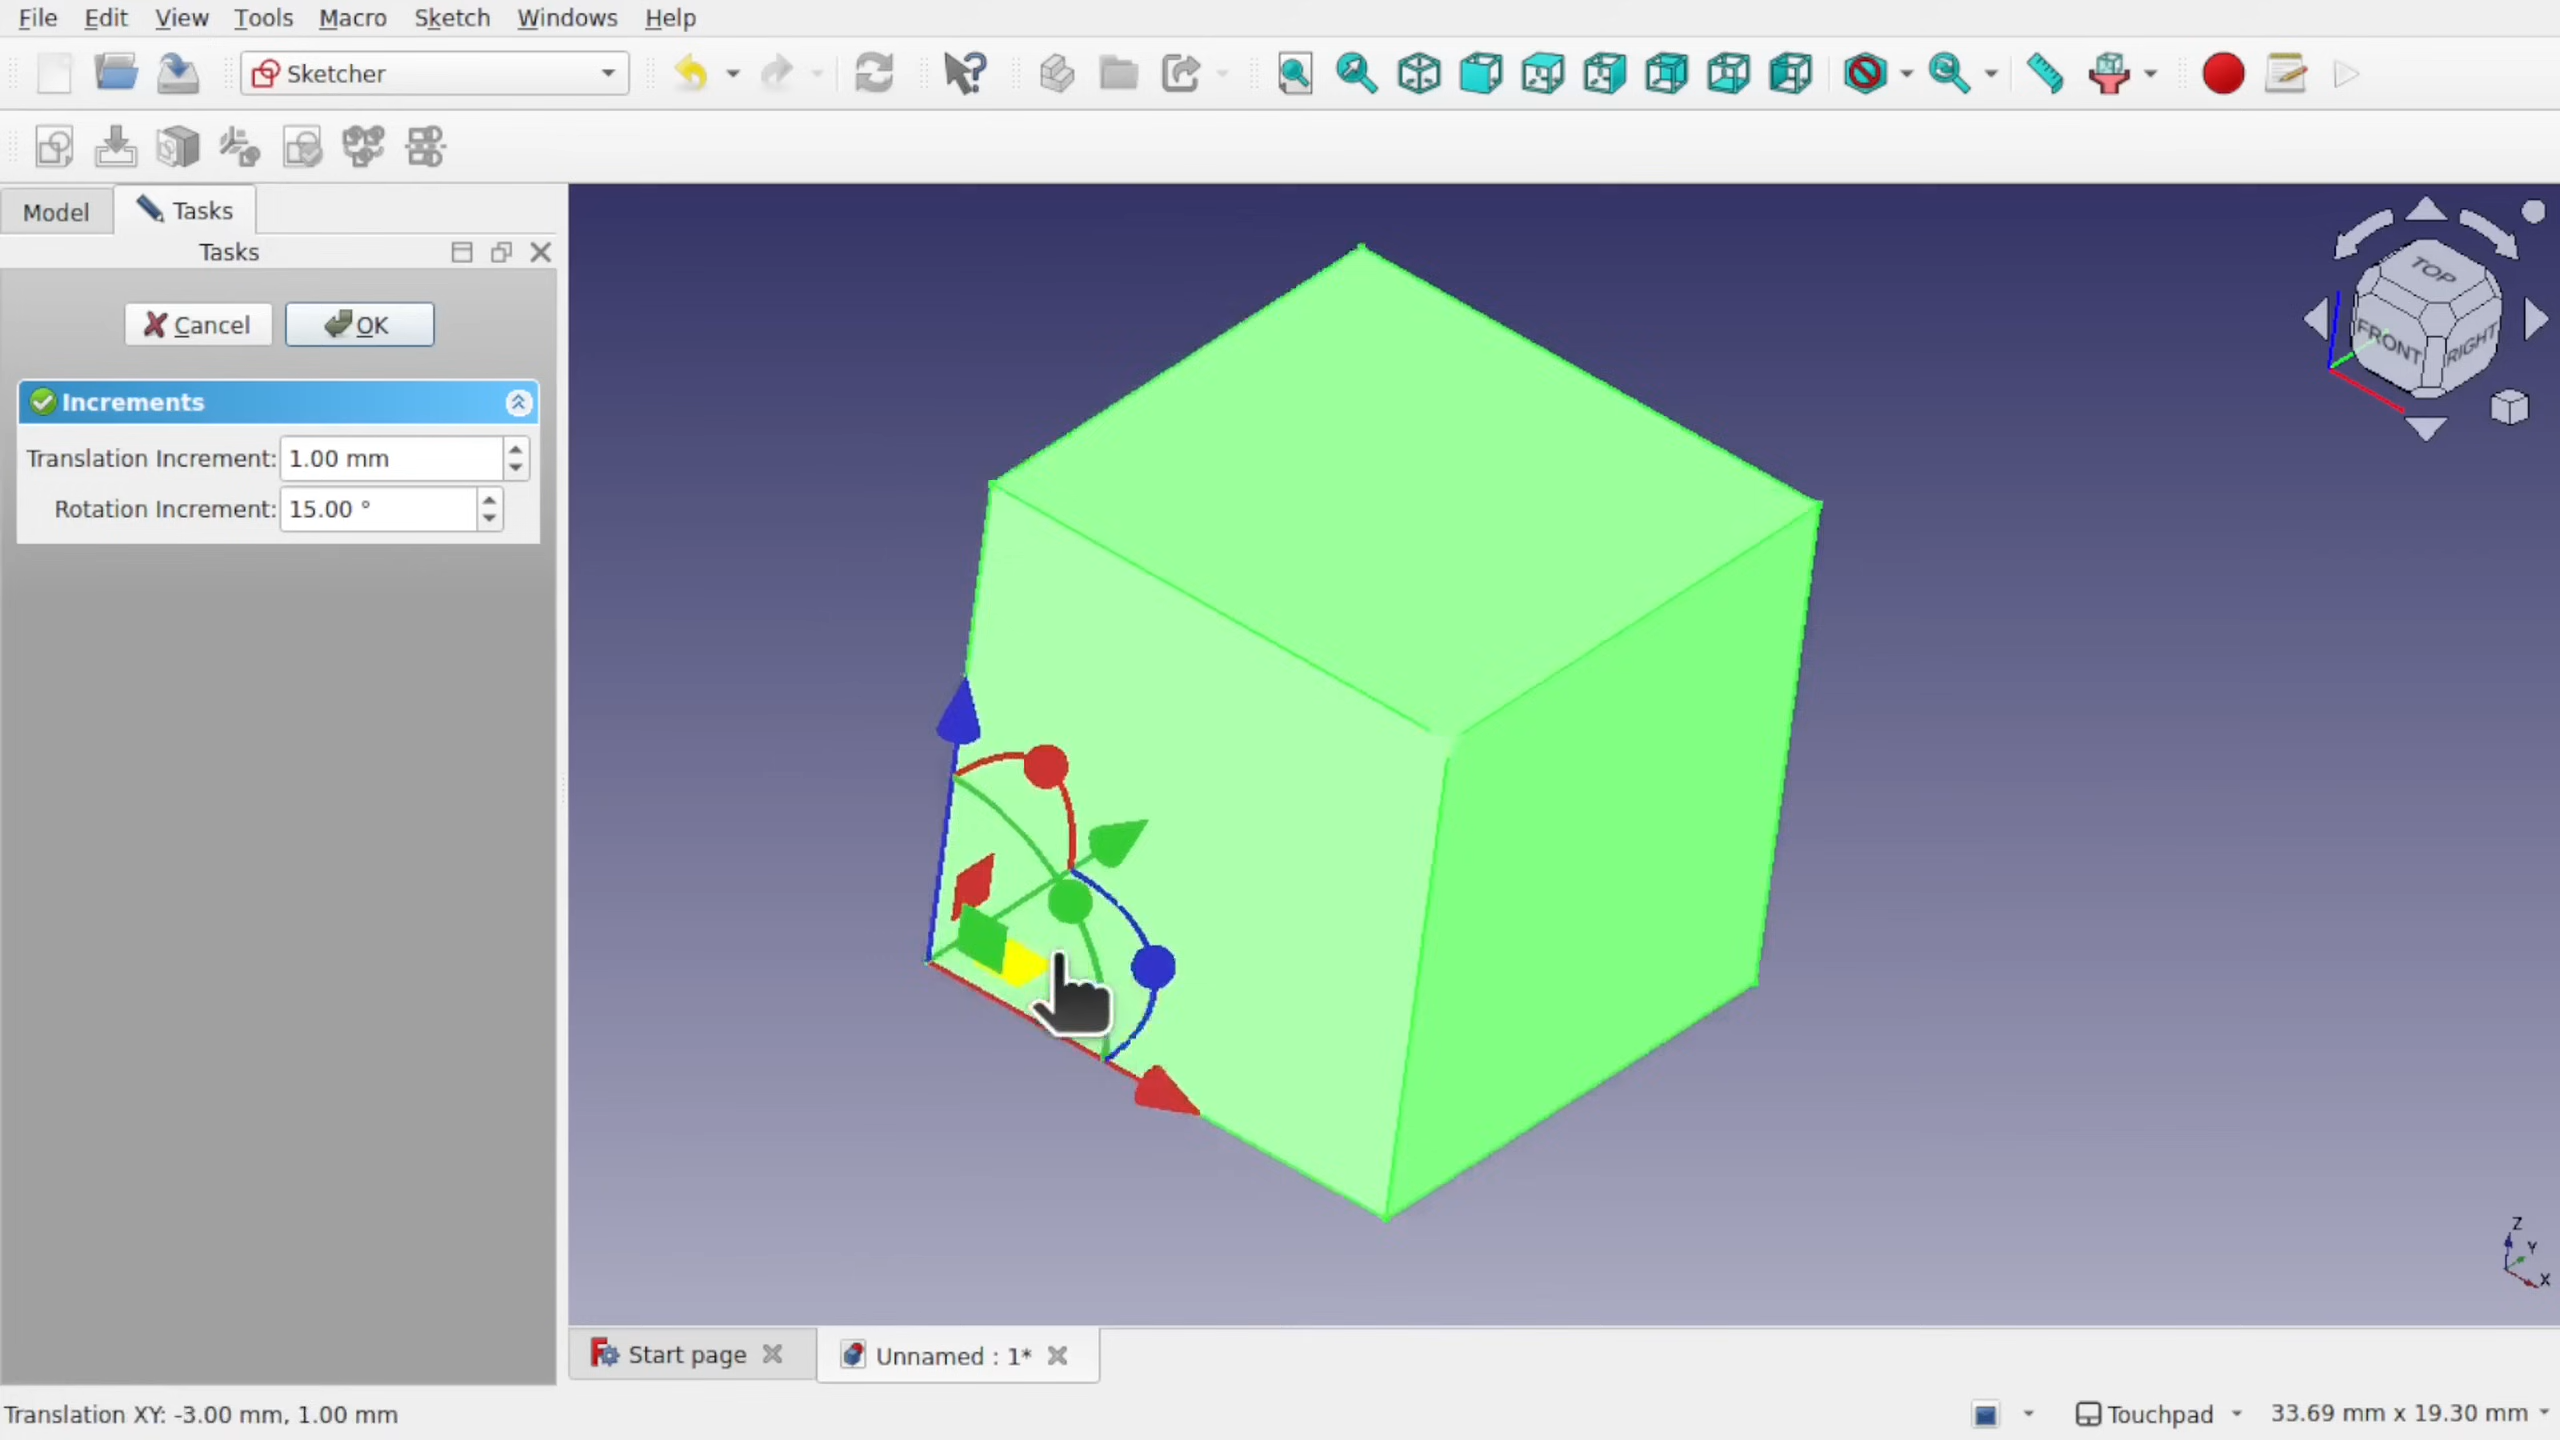 File Edit View Tools Macro Sketch Windows Help
Sketcher
Model Tasks
Tasks
Cancel OK
Increments
Translation Increment: 1.00 mm
Rotation Increment: 15.00 °
TOP
FRONT RIGHT
Z
Y
X
Start page Unnamed : 1*
Translation XY: -3.00 mm, 1.00 mm Touchpad 33.69 mm x 19.30 mm